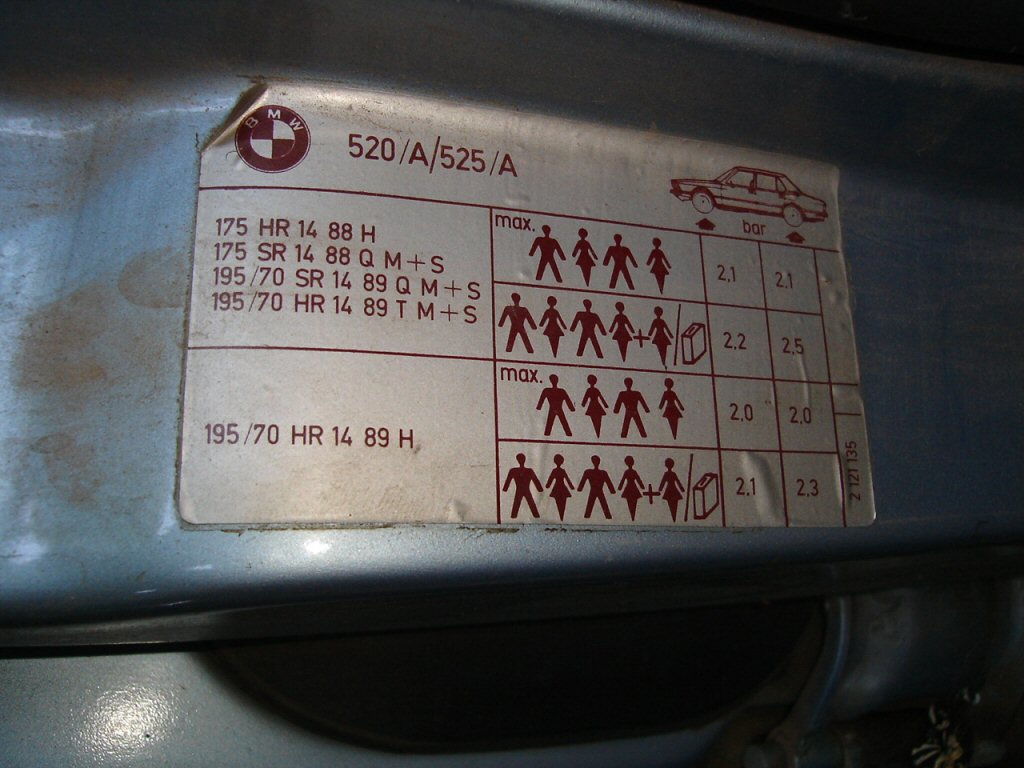 BMW
520/A/525/A
bar
175 HR 14 88 H
175 SR 14 88 Q M+S
195/70 SR 14 89 Q M+S
195/70 HR 14 89 T M+S
max.
2,1 2,1
+ /
2,2 2,5
195/70 HR 14 89 H
max.
2,0 2,0
+ /
2,1 2,3
2 121 135